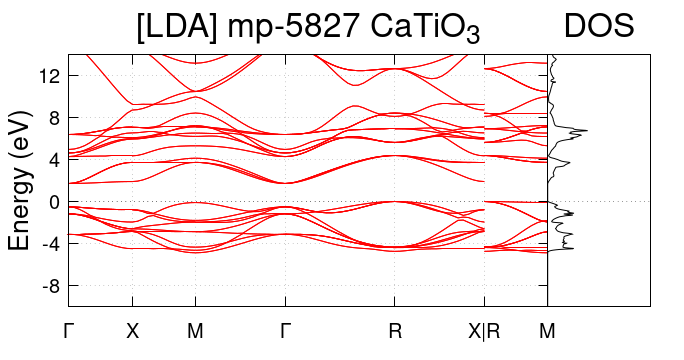 [LDA] mp-5827 CaTiO3 DOS
Energy (eV)
12
8
4
0
-4
-8
Γ X M Γ R X|R M